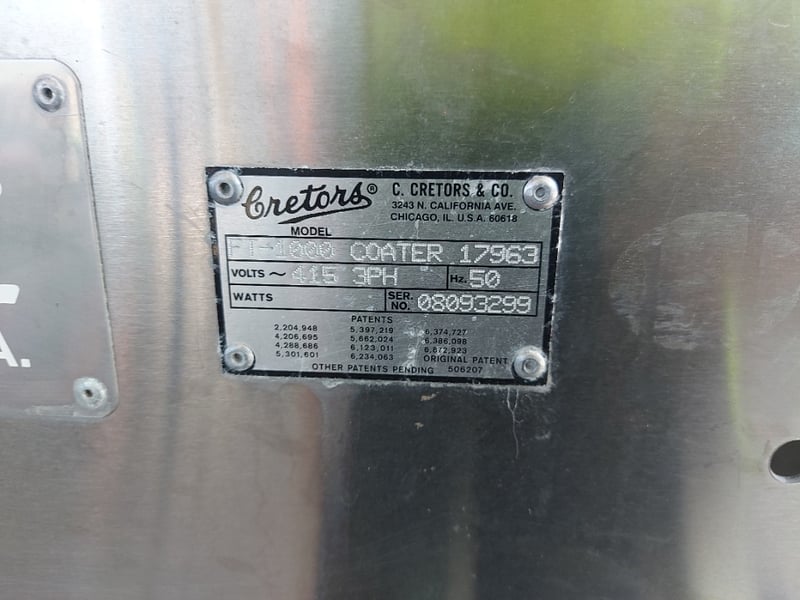 Cretors® C. CRETORS & CO.
3243 N. CALIFORNIA AVE.
CHICAGO, IL. U.S.A. 60618
MODEL
FT-1000 COATER 17963
VOLTS ~ 415 3PH Hz. 50
WATTS SER. NO. 08093299
PATENTS
2,204,948 5,397,219 6,374,727
4,206,695 5,662,024 6,386,098
4,288,686 6,123,011 6,872,923
5,301,601 6,234,063 ORIGINAL PATENT
OTHER PATENTS PENDING 506207
A.